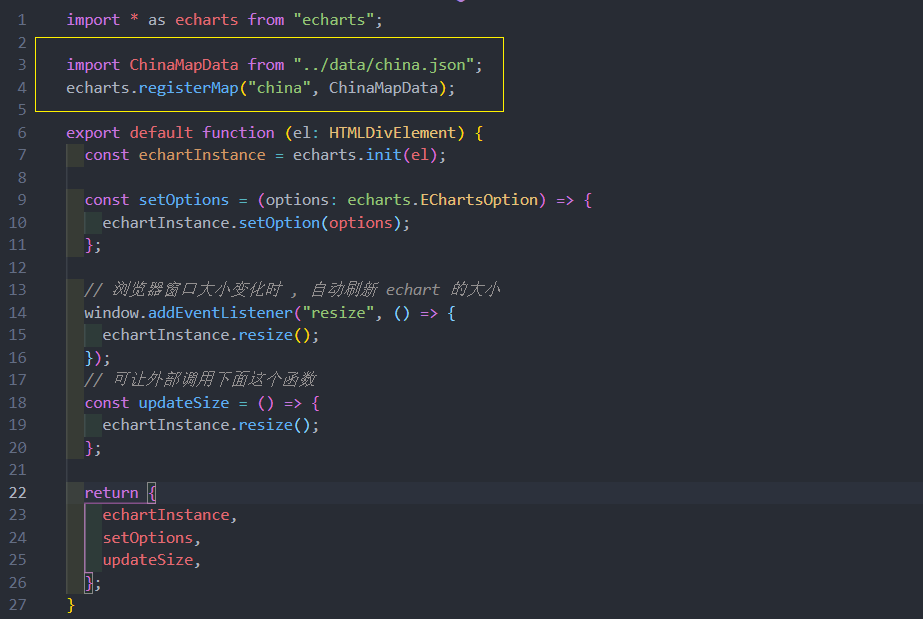 1 import * as echarts from "echarts";
2
3 import ChinaMapData from "../data/china.json";
4 echarts.registerMap("china", ChinaMapData);
5
6 export default function (el: HTMLDivElement) {
7 const echartInstance = echarts.init(el);
8
9 const setOptions = (options: echarts.EChartsOption) => {
10 echartInstance.setOption(options);
11 };
12
13 // 浏览器窗口大小变化时 , 自动刷新 echart 的大小
14 window.addEventListener("resize", () => {
15 echartInstance.resize();
16 });
17 // 可让外部调用下面这个函数
18 const updateSize = () => {
19 echartInstance.resize();
20 };
21
22 return {
23 echartInstance,
24 setOptions,
25 updateSize,
26 };
27 }